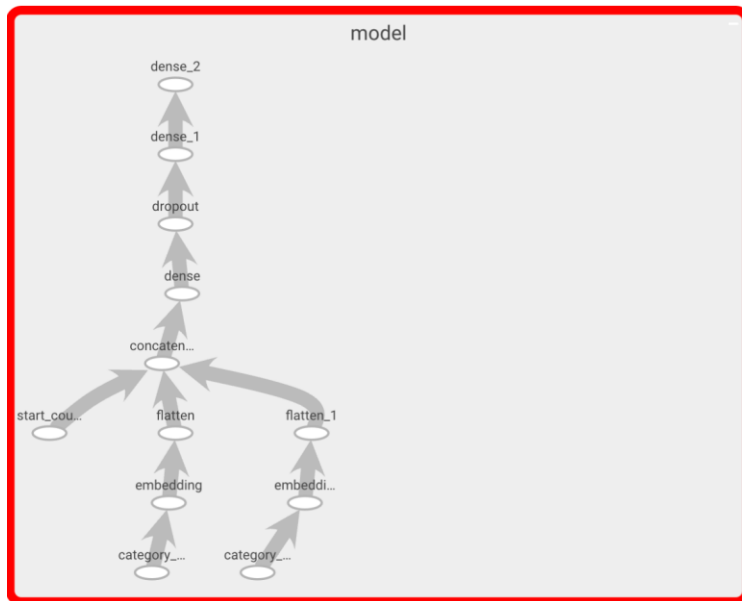 model
dense_2
dense_1
dropout
dense
concaten...
start_cou... flatten flatten_1
embedding embeddi...
category_... category_...